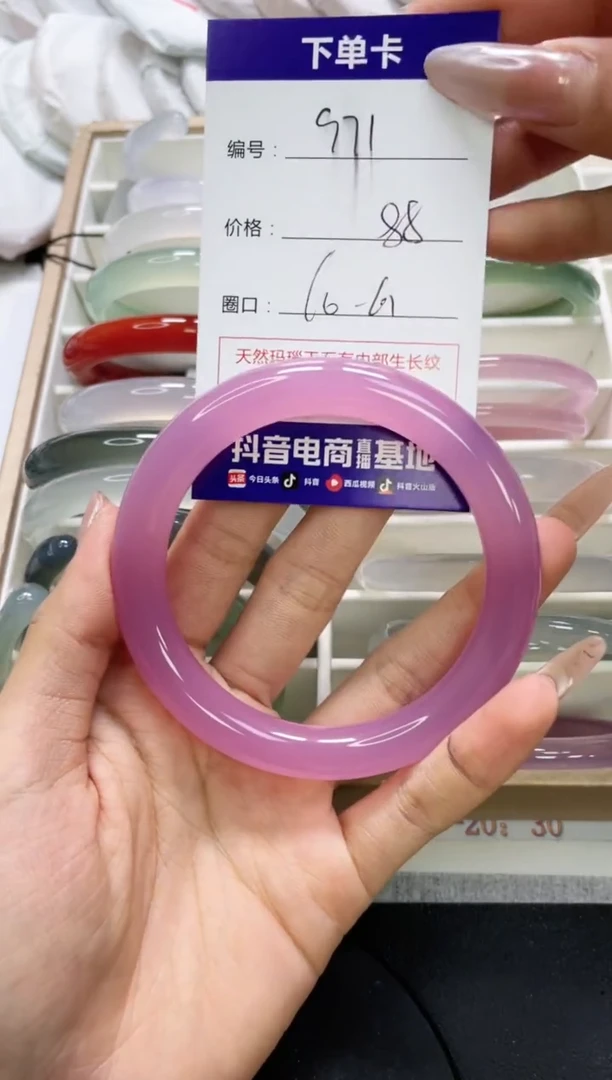 下单卡
编号：971
价格：88
圈口：
天然玛瑙玉石有内部生长纹
抖音电商直播基地
今日头条 抖音 西瓜视频 抖音火山版
-20: 30